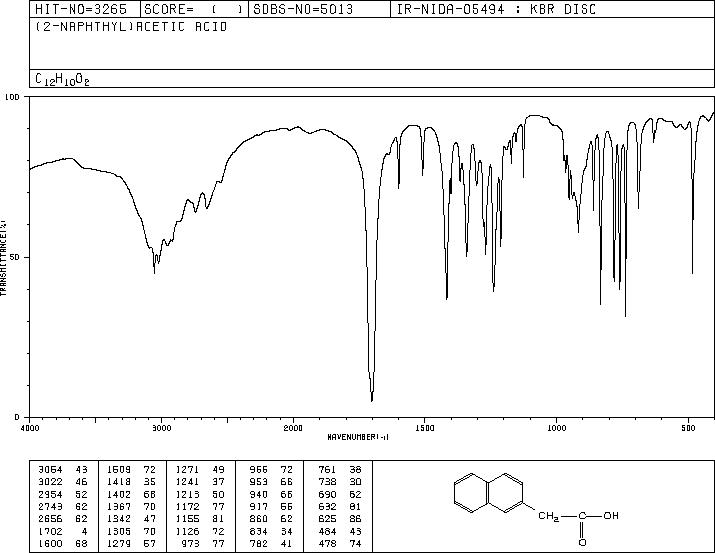 HIT-NO=3265 SCORE= ( ) SDBS-NO=5013 IR-NIDA-05494 : KBR DISC
(2-NAPHTHYL)ACETIC ACID
C12H10O2
100
50
0
TRANSMITTANCE(%)
4000 3000 2000 1500 1000 500
WAVENUMBER(-1)
3064 43 1509 72 1271 49 966 72 761 38
3022 46 1418 35 1241 37 953 66 738 30
2954 52 1402 68 1213 50 940 66 690 62
2749 62 1367 70 1172 77 917 55 632 81
2656 62 1342 47 1155 81 860 62 625 86
1702 4 1305 70 1126 72 834 34 484 43
1600 68 1279 57 973 77 782 41 478 74
CH2 C OH
O